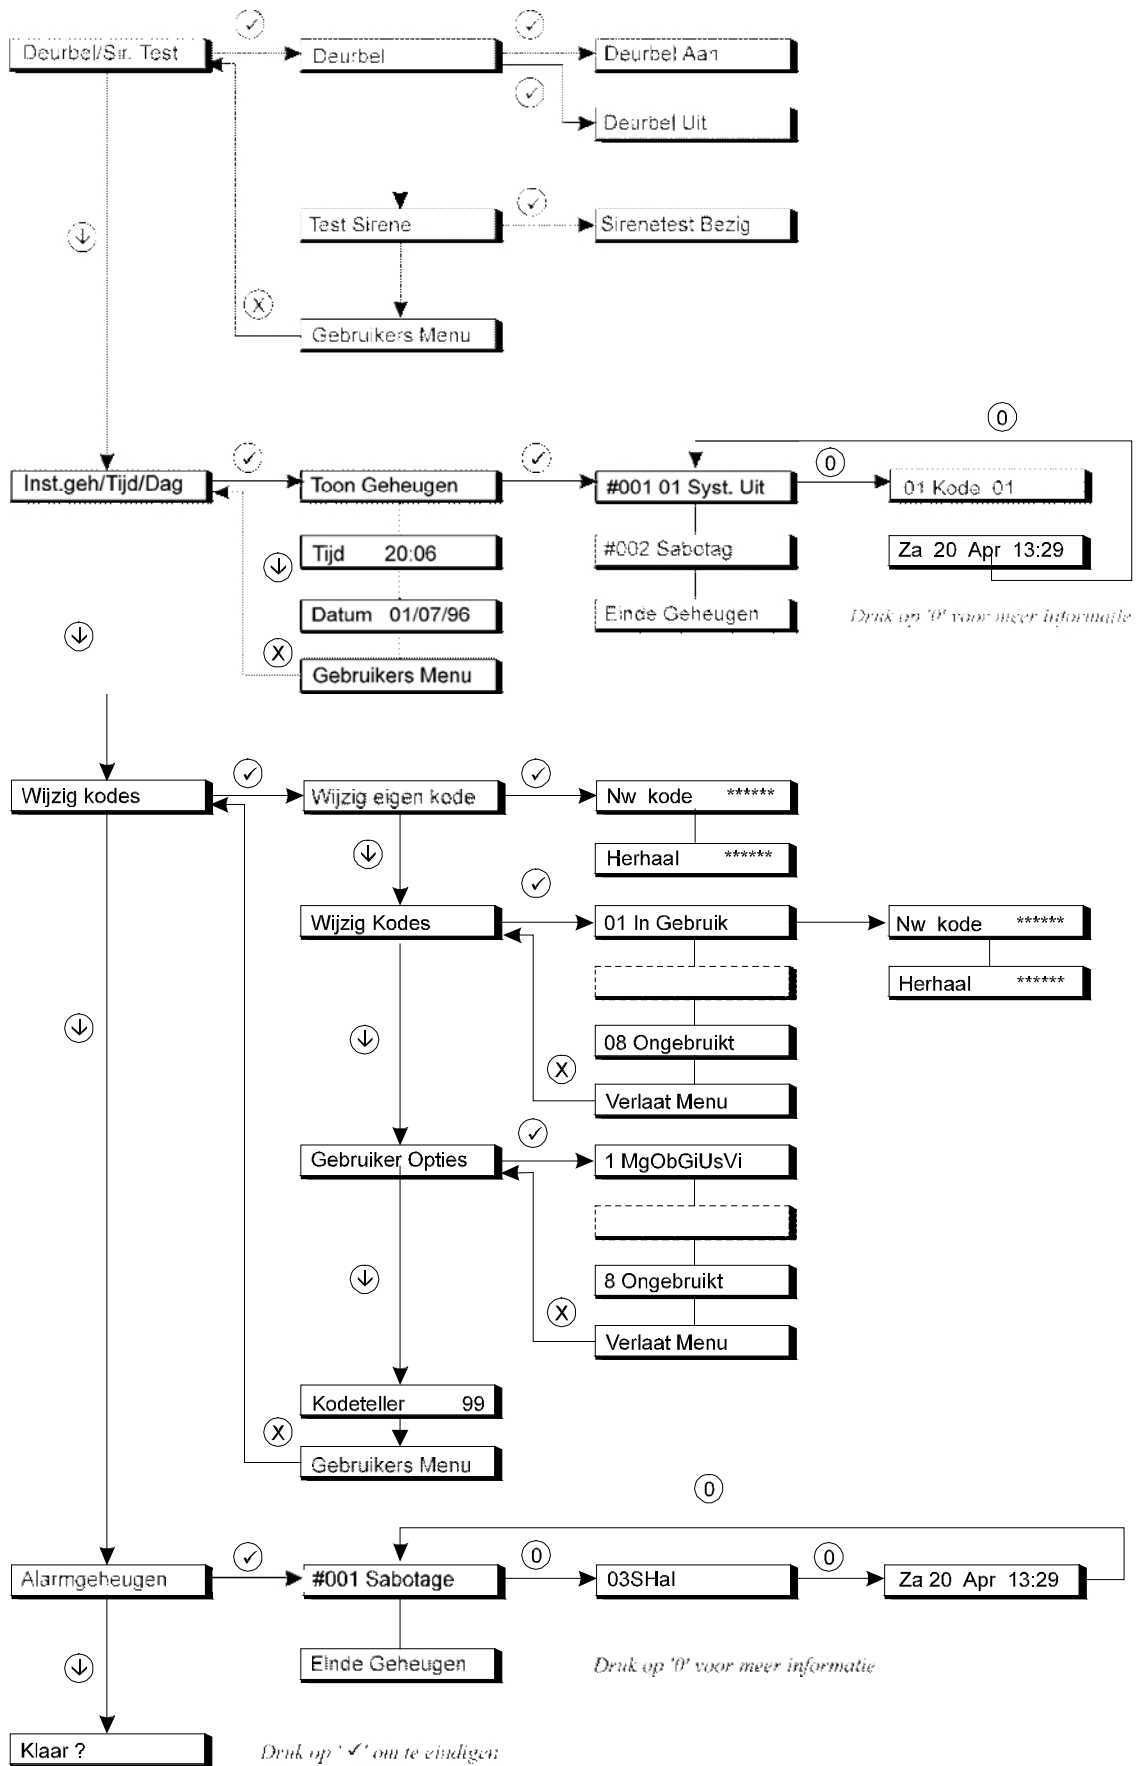 ✓ ✓
Deurbel/Sir. Test Deurbel Deurbel Aan
✓
Deurbel Uit
✓
Test Sirene Sirenetest Bezig
↓
X
Gebruikers Menu
0
✓ ✓ 0
Inst.geh/Tijd/Dag Toon Geheugen #001 01 Syst. Uit 01 Kode 01
↓ Tijd 20:06 #002 Sabotag Za 20 Apr 13:29
Datum 01/07/96 Einde Geheugen Druk op '0' voor meer informatie
↓ X
Gebruikers Menu
✓ ✓
Wijzig kodes Wijzig eigen kode Nw kode ******
↓ Herhaal ******
✓
Wijzig Kodes 01 In Gebruik Nw kode ******
Herhaal ******
↓ ↓ 08 Ongebruikt
X
Verlaat Menu
✓
Gebruiker Opties 1 MgObGiUsVi
↓ 8 Ongebruikt
X
Verlaat Menu
Kodeteller 99
X
Gebruikers Menu
0
✓ 0 0
Alarmgeheugen #001 Sabotage 03SHal Za 20 Apr 13:29
↓ Einde Geheugen Druk op '0' voor meer informatie
Klaar ? Druk op '✓' om te eindigen